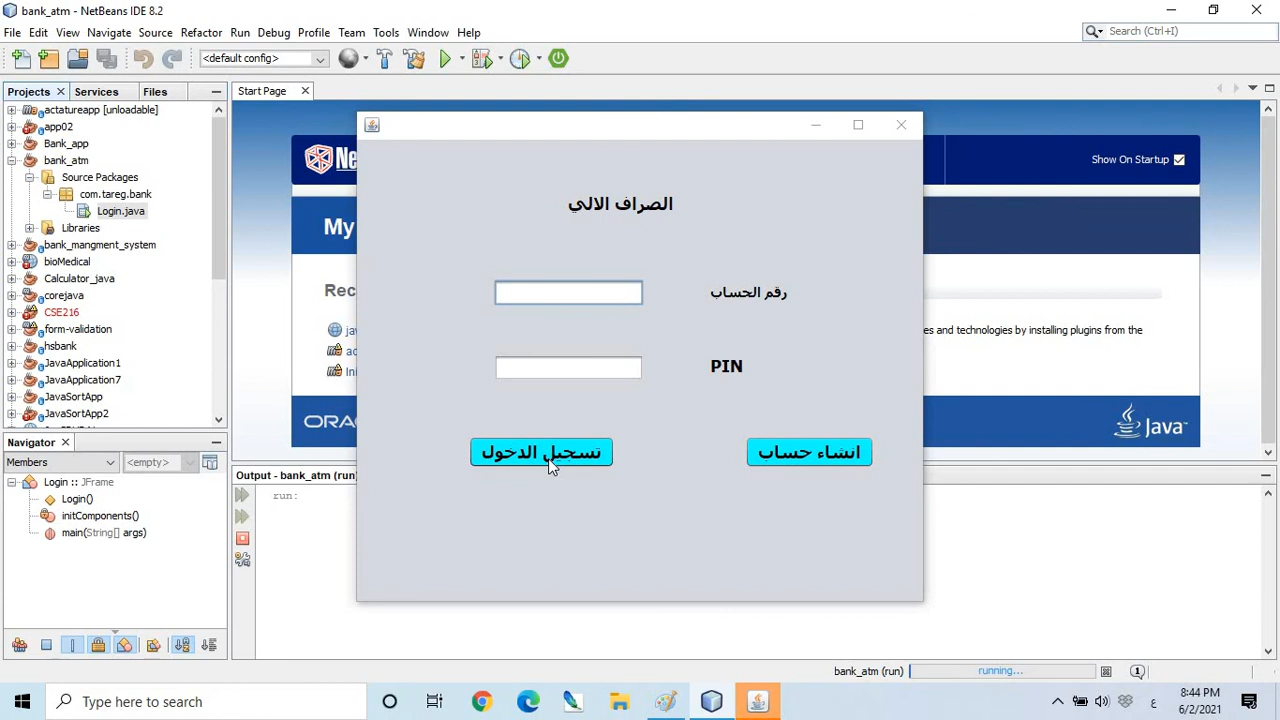 bank_atm - NetBeans IDE 8.2
File Edit View Navigate Source Refactor Run Debug Profile Team Tools Window Help
Search (Ctrl+I)
<default config>
Projects Services Files
Start Page
actatureapp [unloadable]
app02
Bank_app
bank_atm
Source Packages
com.tareg.bank
Login.java
Libraries
bank_mangment_system
bioMedical
Calculator_java
corejava
CSE216
form-validation
hsbank
JavaApplication1
JavaApplication7
JavaSortApp
JavaSortApp2
Show On Startup
My
Rec
jav
ac
Ini
es and technologies by installing plugins from the
ORAC
Java
الصراف الالي
رقم الحساب
PIN
تسجيل الدخول
انشاء حساب
Navigator
Members
<empty>
Login :: JFrame
Login()
initComponents()
main(String[] args)
Output - bank_atm (run)
run:
bank_atm (run)
running...
1
Type here to search
ع
8:44 PM
6/2/2021